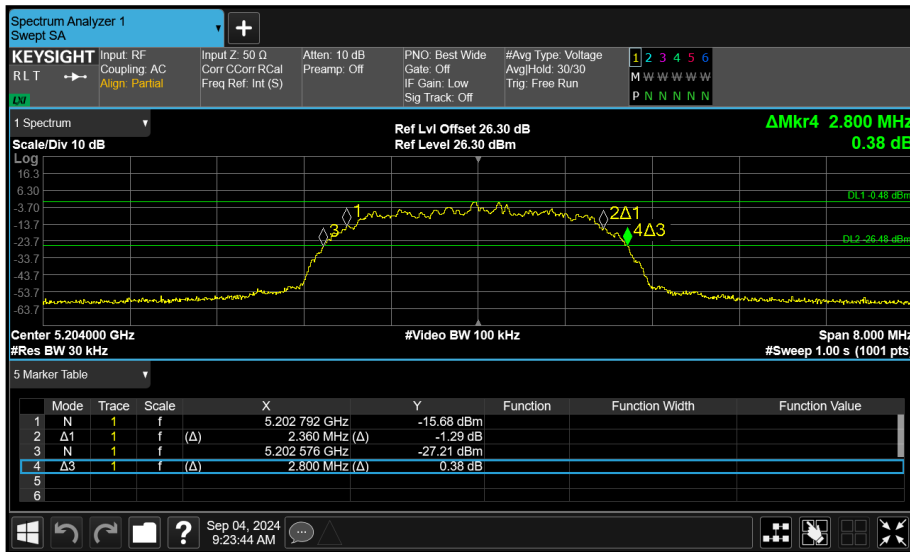 Spectrum Analyzer 1
Swept SA
KEYSIGHT Input: RF Input Z: 50 Ω Atten: 10 dB PNO: Best Wide #Avg Type: Voltage 1 2 3 4 5 6
R L T Coupling: AC Corr CCorr RCal Preamp: Off Gate: Off Avg|Hold: 30/30 M W W W W W
Align: Partial Freq Ref: Int (S) IF Gain: Low Trig: Free Run
LXI Sig Track: Off P N N N N N
1 Spectrum Ref Lvl Offset 26.30 dB ΔMkr4 2.800 MHz
Scale/Div 10 dB Ref Level 26.30 dBm 0.38 dB
Log
16.3
6.30
DL1 -0.48 dBm
-3.70
1 2Δ1
-13.7
3 4Δ3
-23.7 DL2 -26.48 dBm
-33.7
-43.7
-53.7
-63.7
Center 5.204000 GHz #Video BW 100 kHz Span 8.000 MHz
#Res BW 30 kHz #Sweep 1.00 s (1001 pts)
5 Marker Table
Mode Trace Scale X Y Function Function Width Function Value
1 N 1 f 5.202 792 GHz -15.68 dBm
2 Δ1 1 f (Δ) 2.360 MHz (Δ) -1.29 dB
3 N 1 f 5.202 576 GHz -27.21 dBm
4 Δ3 1 f (Δ) 2.800 MHz (Δ) 0.38 dB
5
6
? Sep 04, 2024
9:23:44 AM